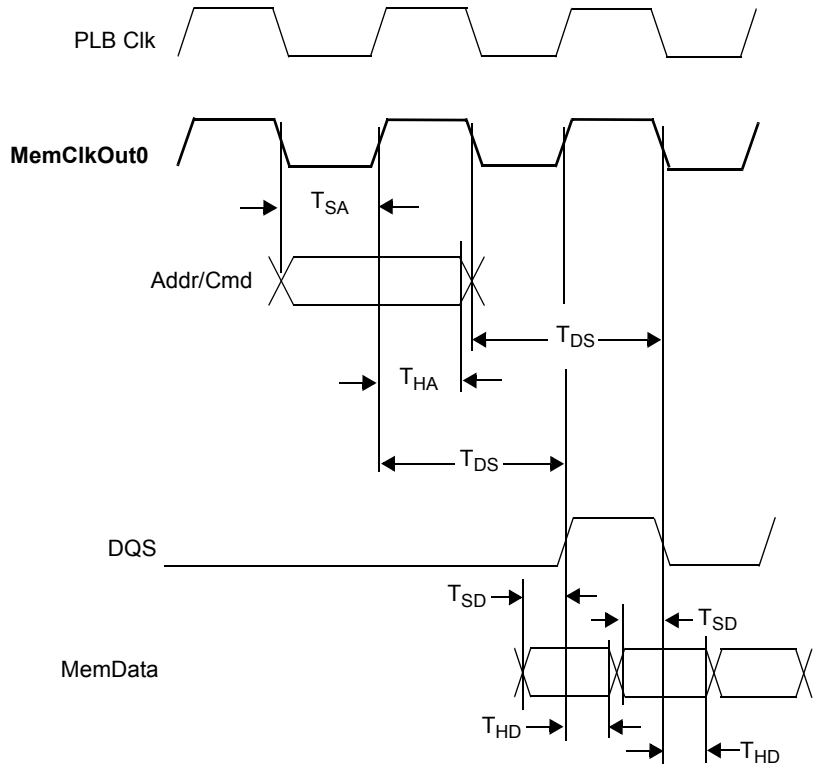 PLB Clk
MemClkOut0
TSA
Addr/Cmd
TDS
THA
TDS
DQS
TSD
TSD
MemData
THD
THD